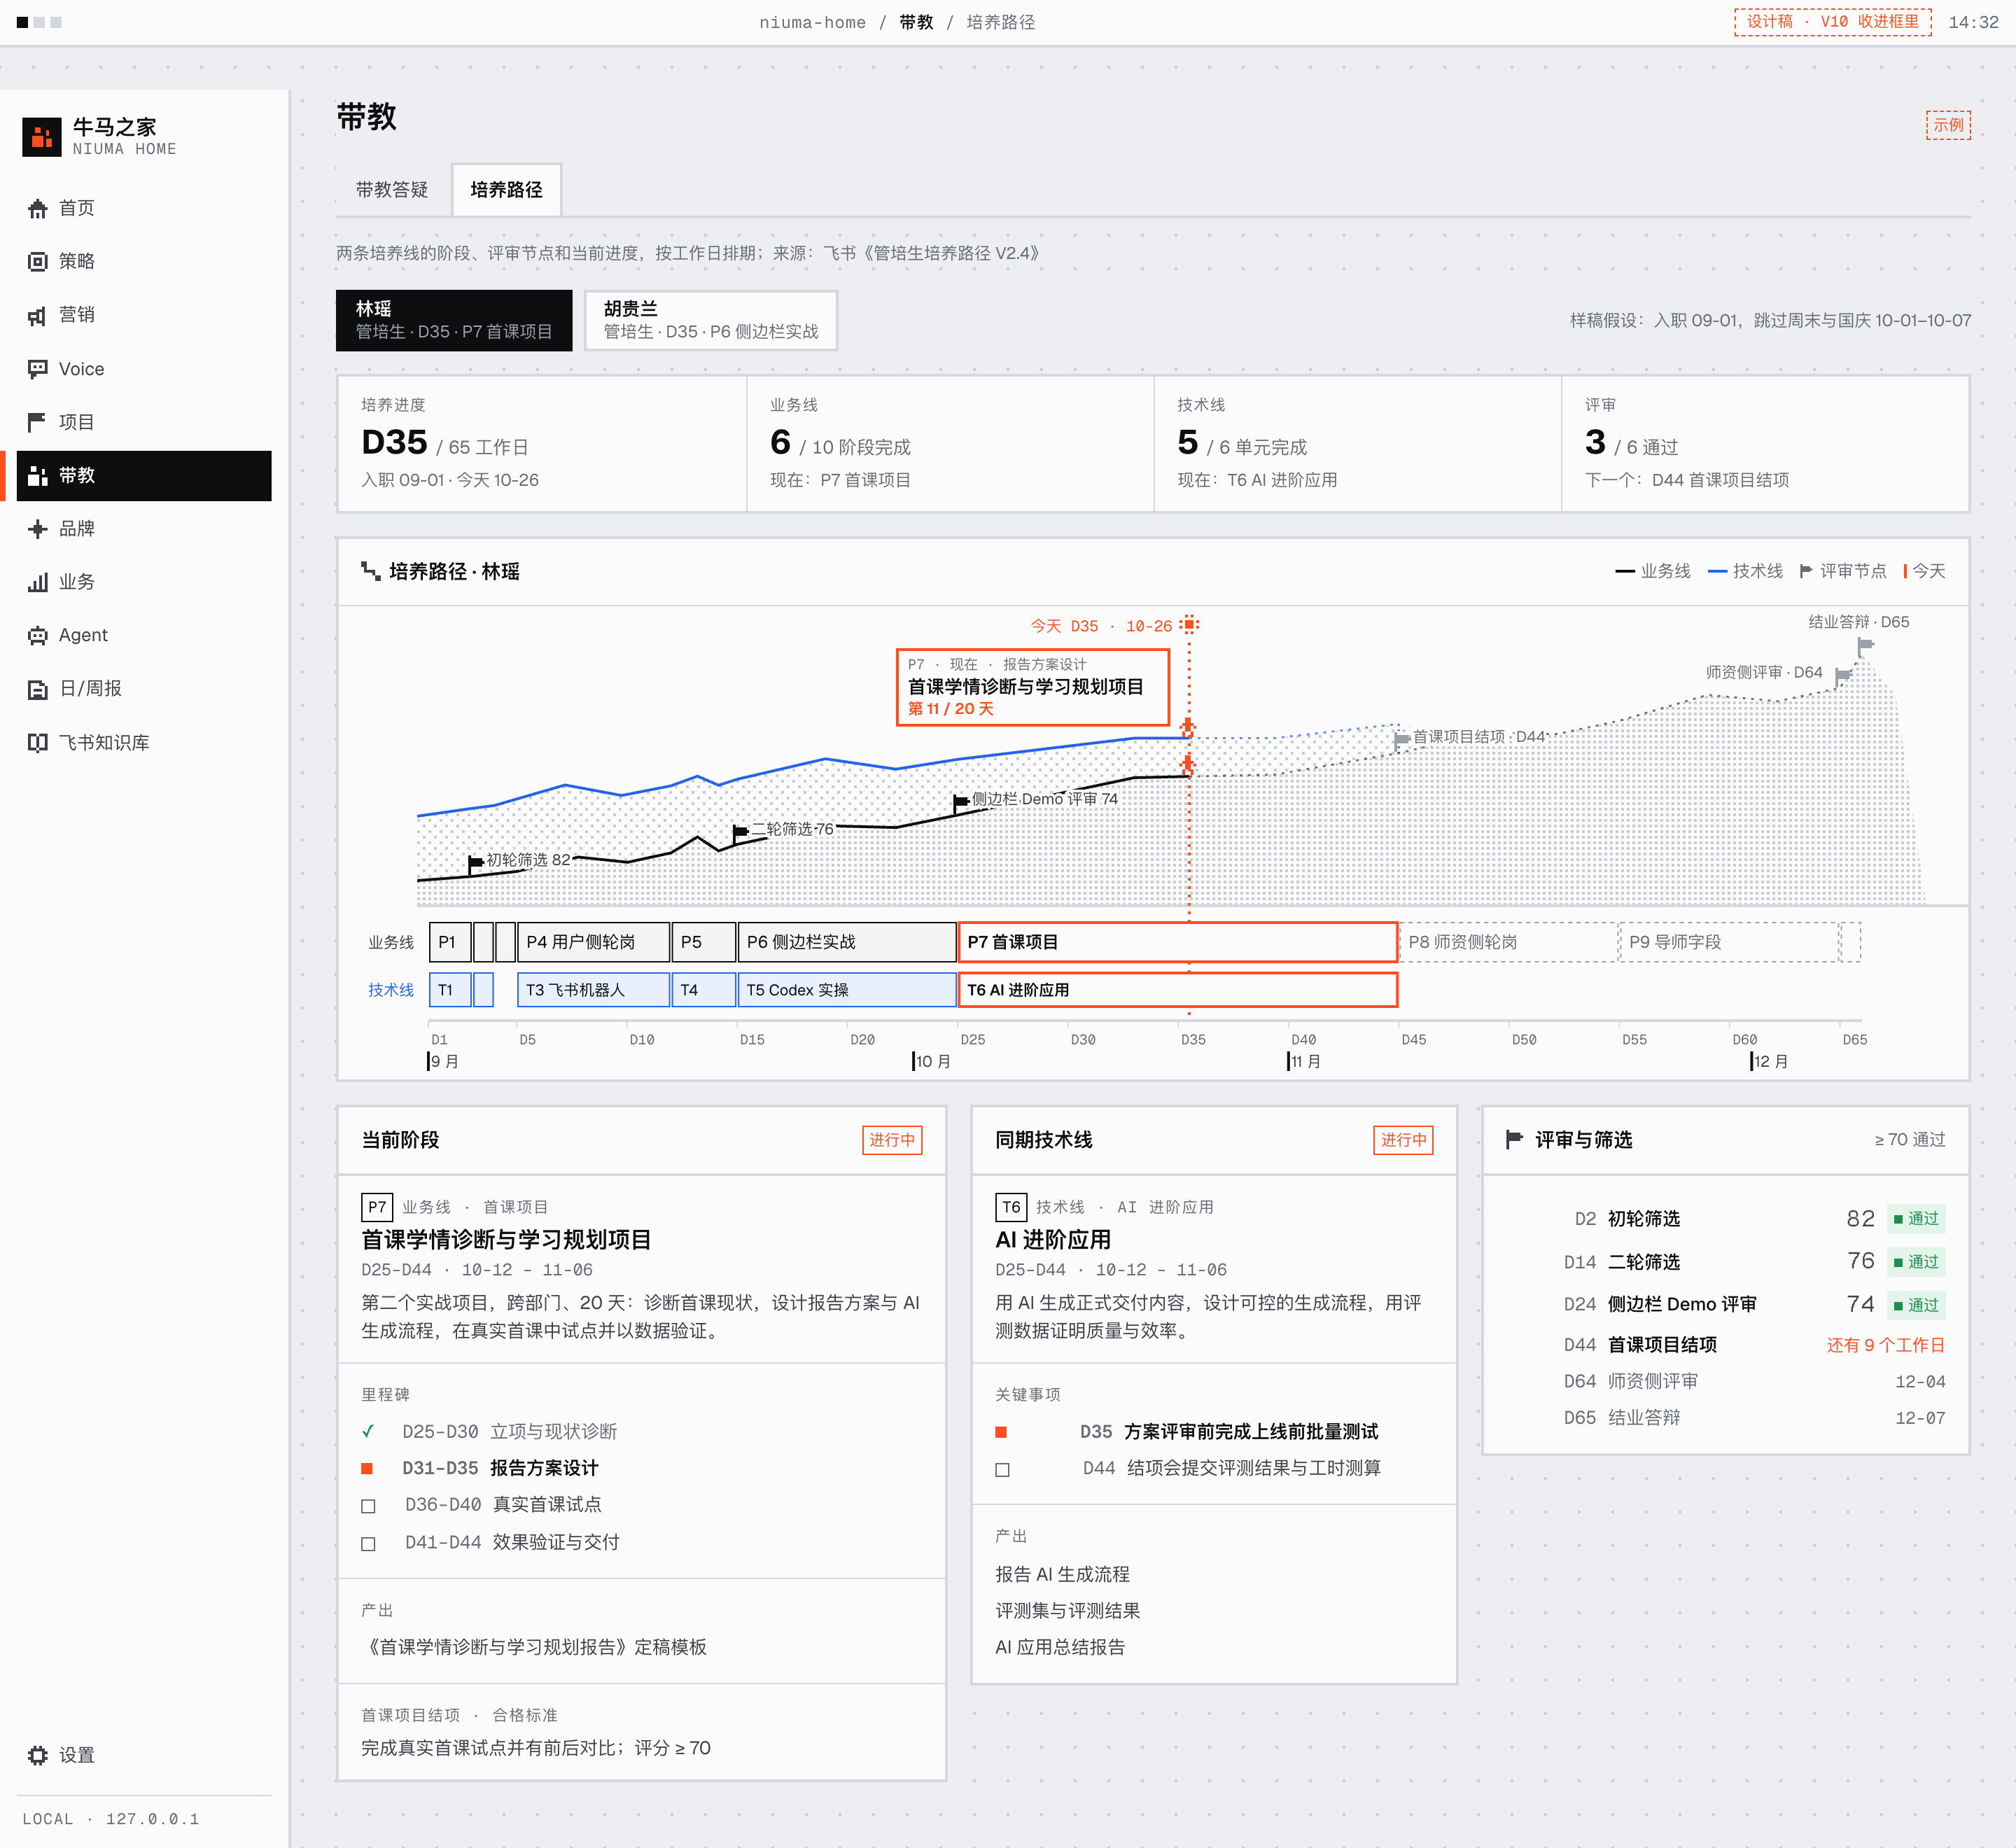 niuma-home / 带教 / 培养路径
设计稿 · V10 收进框里
14:32
牛马之家
NIUMA HOME
首页
策略
营销
Voice
项目
带教
品牌
业务
Agent
日/周报
飞书知识库
设置
LOCAL · 127.0.0.1
带教
示例
带教答疑
培养路径
两条培养线的阶段、评审节点和当前进度，按工作日排期；来源：飞书《管培生培养路径 V2.4》
林瑶
管培生 · D35 · P7 首课项目
胡贵兰
管培生 · D35 · P6 侧边栏实战
样稿假设：入职 09-01，跳过周末与国庆 10-01–10-07
培养进度
D35 / 65 工作日
入职 09-01 · 今天 10-26
业务线
6 / 10 阶段完成
现在：P7 首课项目
技术线
5 / 6 单元完成
现在：T6 AI 进阶应用
评审
3 / 6 通过
下一个：D44 首课项目结项
培养路径 · 林瑶
业务线
技术线
评审节点
今天
今天 D35 · 10-26
结业答辩 · D65
P7 · 现在 · 报告方案设计
首课学情诊断与学习规划项目
第 11 / 20 天
师资侧评审 · D64
首课项目结项 · D44
侧边栏 Demo 评审 74
二轮筛选 76
初轮筛选 82
业务线
P1
P4 用户侧轮岗
P5
P6 侧边栏实战
P7 首课项目
P8 师资侧轮岗
P9 导师字段
技术线
T1
T3 飞书机器人
T4
T5 Codex 实操
T6 AI 进阶应用
D1 D5 D10 D15 D20 D25 D30 D35 D40 D45 D50 D55 D60 D65
9 月 10 月 11 月 12 月
当前阶段
进行中
P7 业务线 · 首课项目
首课学情诊断与学习规划项目
D25-D44 · 10-12 – 11-06
第二个实战项目，跨部门、20 天：诊断首课现状，设计报告方案与 AI
生成流程，在真实首课中试点并以数据验证。
里程碑
D25–D30 立项与现状诊断
D31–D35 报告方案设计
D36–D40 真实首课试点
D41–D44 效果验证与交付
产出
《首课学情诊断与学习规划报告》定稿模板
首课项目结项 · 合格标准
完成真实首课试点并有前后对比；评分 ≥ 70
同期技术线
进行中
T6 技术线 · AI 进阶应用
AI 进阶应用
D25-D44 · 10-12 – 11-06
用 AI 生成正式交付内容，设计可控的生成流程，用评
测数据证明质量与效率。
关键事项
D35 方案评审前完成上线前批量测试
D44 结项会提交评测结果与工时测算
产出
报告 AI 生成流程
评测集与评测结果
AI 应用总结报告
评审与筛选
≥ 70 通过
D2 初轮筛选 82 通过
D14 二轮筛选 76 通过
D24 侧边栏 Demo 评审 74 通过
D44 首课项目结项 还有 9 个工作日
D64 师资侧评审 12-04
D65 结业答辩 12-07